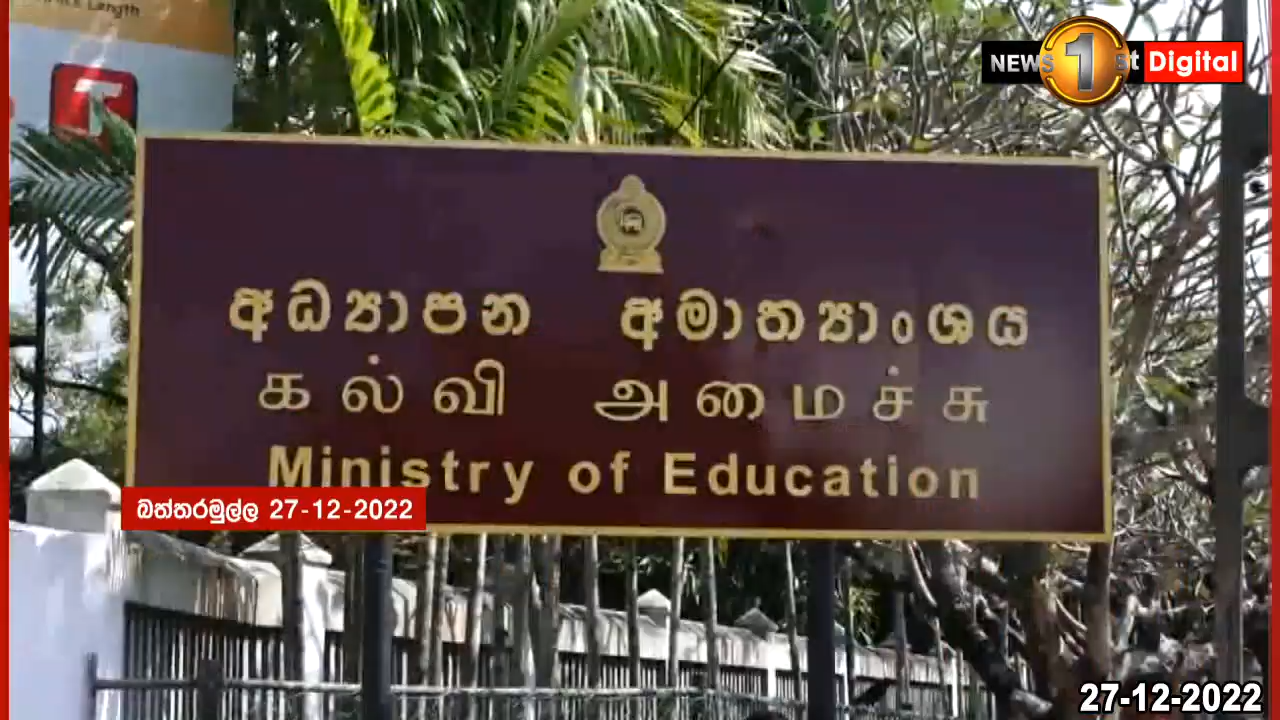 NEWS 1st Digital
T
අධ්‍යාපන අමාත්‍යාංශය
கல்வி அமைச்சு
Ministry of Education
බත්තරමුල්ල 27-12-2022
27-12-2022